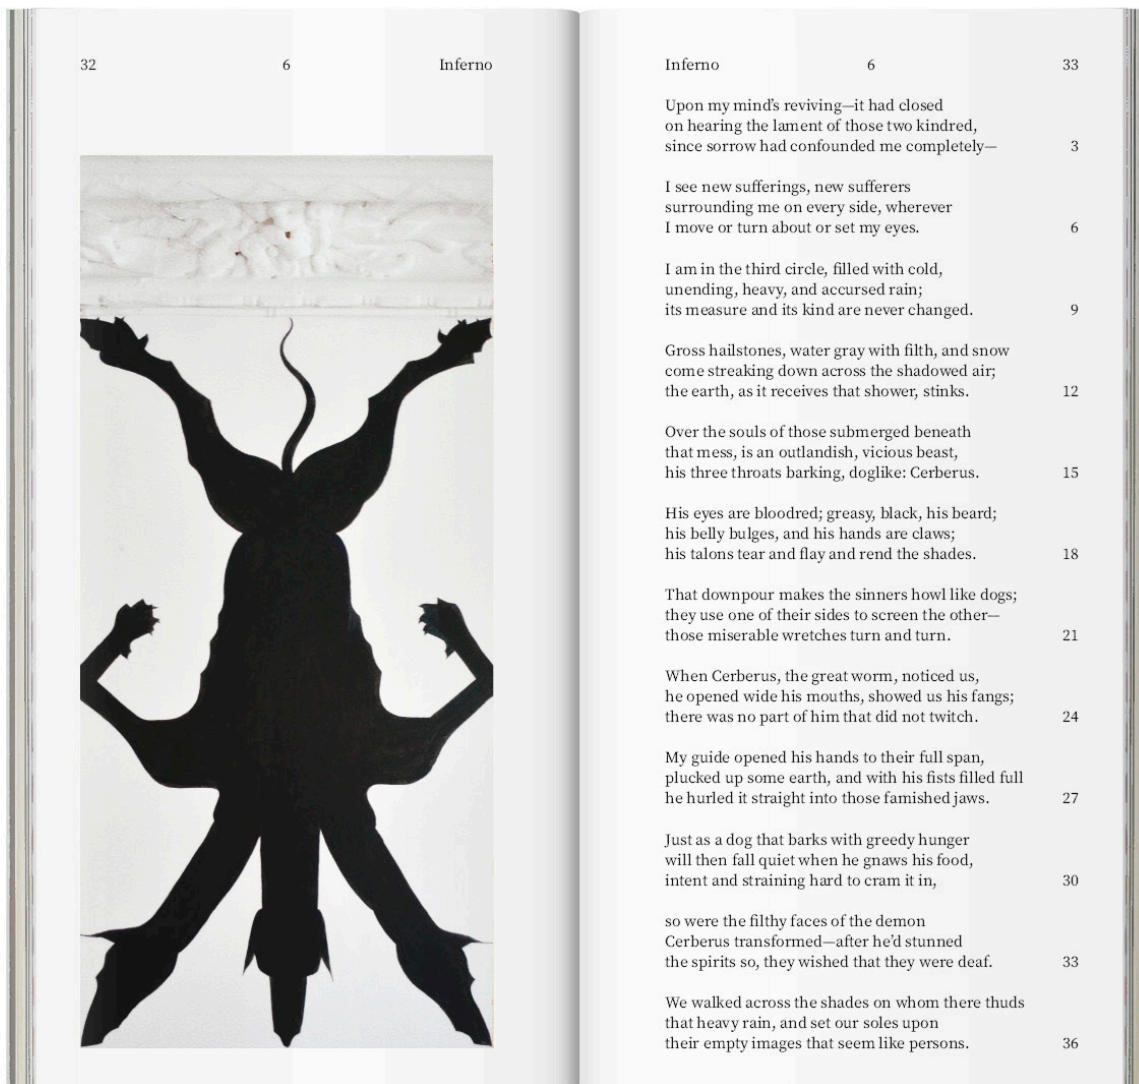 32 6 Inferno
Inferno 6 33
Upon my mind’s reviving—it had closed
on hearing the lament of those two kindred,
since sorrow had confounded me completely— 3
I see new sufferings, new sufferers
surrounding me on every side, wherever
I move or turn about or set my eyes. 6
I am in the third circle, filled with cold,
unending, heavy, and accursed rain;
its measure and its kind are never changed. 9
Gross hailstones, water gray with filth, and snow
come streaking down across the shadowed air;
the earth, as it receives that shower, stinks. 12
Over the souls of those submerged beneath
that mess, is an outlandish, vicious beast,
his three throats barking, doglike: Cerberus. 15
His eyes are bloodred; greasy, black, his beard;
his belly bulges, and his hands are claws;
his talons tear and flay and rend the shades. 18
That downpour makes the sinners howl like dogs;
they use one of their sides to screen the other—
those miserable wretches turn and turn. 21
When Cerberus, the great worm, noticed us,
he opened wide his mouths, showed us his fangs;
there was no part of him that did not twitch. 24
My guide opened his hands to their full span,
plucked up some earth, and with his fists filled full
he hurled it straight into those famished jaws. 27
Just as a dog that barks with greedy hunger
will then fall quiet when he gnaws his food,
intent and straining hard to cram it in, 30
so were the filthy faces of the demon
Cerberus transformed—after he’d stunned
the spirits so, they wished that they were deaf. 33
We walked across the shades on whom there thuds
that heavy rain, and set our soles upon
their empty images that seem like persons. 36